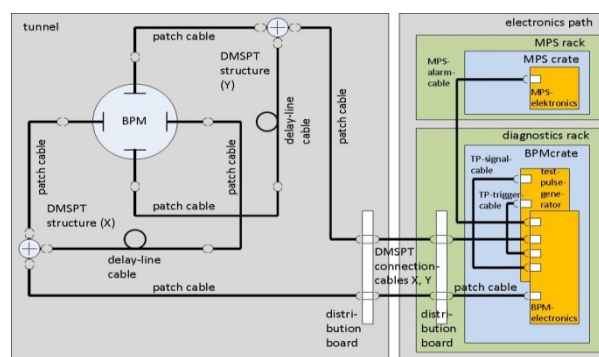 tunnel
electronics path
MPS rack
MPS crate
MPS-
alarm-
cable
MPS-
elektronics
patch cable
DMSPT
structure
(Y)
delay-line
cable
patch cable
BPM
patch cable
patch cable
patch cable
DMSPT
structure (X)
delay-line
cable
patch cable
DMSPT
connection-
cables X, Y
distri-
bution
board
distri-
bution
board
diagnostics rack
BPMcrate
TP-signal-
cable
test-
pulse-
gene-
rator
TP-trigger-
cable
patch cable
BPM-
electronics